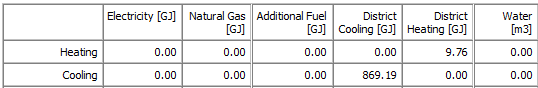 Electricity [GJ] Natural Gas [GJ] Additional Fuel [GJ] District Cooling [GJ] District Heating [GJ] Water [m3]
Heating 0.00 0.00 0.00 0.00 9.76 0.00
Cooling 0.00 0.00 0.00 869.19 0.00 0.00